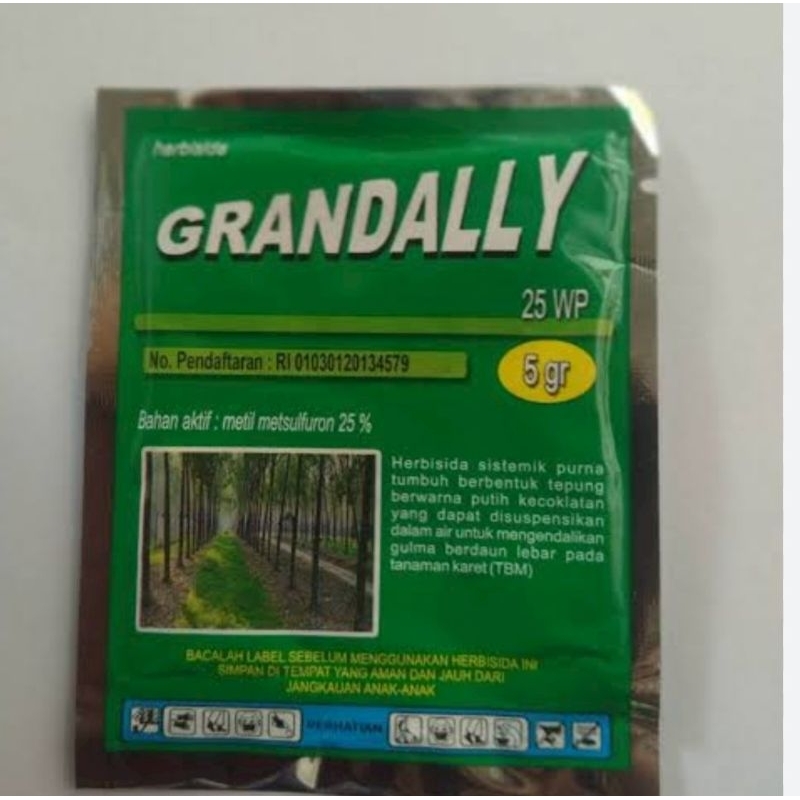 herbisida
GRANDALLY
25 WP
No. Pendaftaran : RI 01030120134579
5 gr
Bahan aktif : metil metsulfuron 25 %
Herbisida sistemik purna
tumbuh berbentuk tepung
berwarna putih kecoklatan
yang dapat disuspensikan
dalam air untuk mengendalikan
gulma berdaun lebar pada
tanaman karet (TBM)
BACALAH LABEL SEBELUM MENGGUNAKAN HERBISIDA INI
SIMPAN DI TEMPAT YANG AMAN DAN JAUH DARI
JANGKAUAN ANAK-ANAK
PERHATIAN